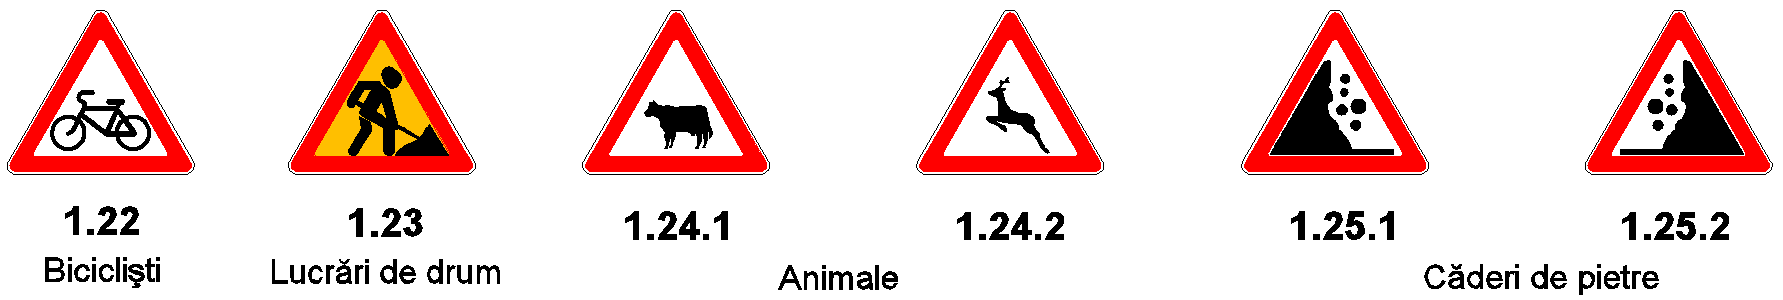 1.22 1.23 1.24.1 1.24.2 1.25.1 1.25.2
Biciclişti Lucrări de drum Animale Căderi de pietre